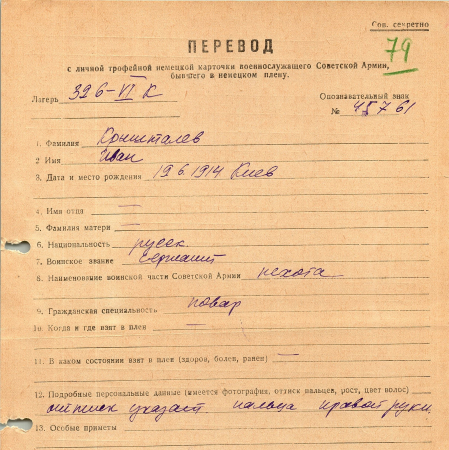 Сов. секретно
79
ПЕРЕВОД
с личной трофейной немецкой карточки военнослужащего Советской Армии,
бывшего в немецком плену.
Лагерь 326-VI К
Опознавательный знак
№ 45761
1. Фамилия
2 Имя Иван
3. Дата и место рождения 19 6. 1914 Киев
4. Имя отца —
5. Фамилия матери —
6. Национальность русск
7. Воинское звание сержант
8. Наименование воинской части Советской Армии пехота
9. Гражданская специальность повар
10. Когда и где взят в плен —
11. В каком состоянии взят в плен (здоров, болен, ранен) —
12. Подробные персональные данные (имеется фотография, оттиск пальцев, рост, цвет волос)
оттиск указат пальца правой руки
13. Особые приметы